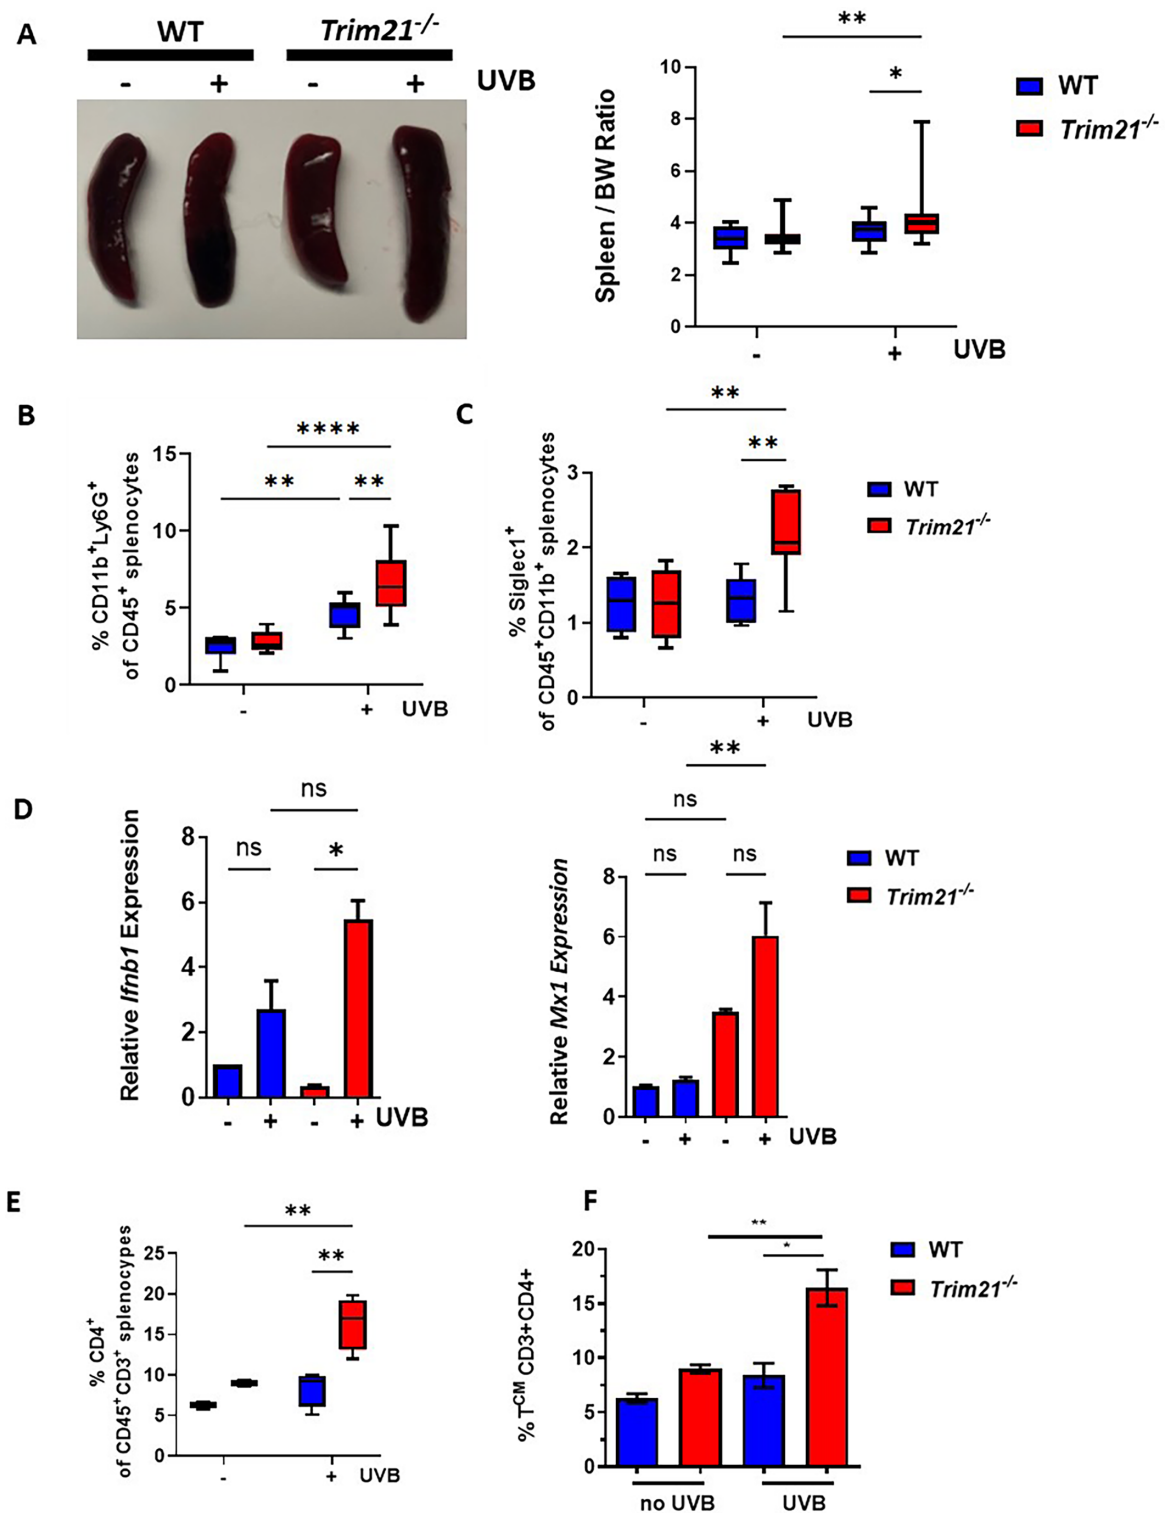 A
WT
Trim21-/-
- + - + UVB
**
*
10
8
6
4
2
0
Spleen / BW Ratio
- + UVB
WT
Trim21-/-
B
****
** **
15
10
5
0
% CD11b+Ly6G+
of CD45+ splenocytes
- + UVB
C
**
**
3
2
1
0
% Siglec1+
of CD45+CD11b+ splenocytes
- + UVB
WT
Trim21-/-
D
ns
ns *
8
6
4
2
0
Relative Ifnb1 Expression
- + - + UVB
**
ns
ns ns
8
6
4
2
0
Relative Mx1 Expression
- + - + UVB
WT
Trim21-/-
E
**
**
25
20
15
10
5
0
% CD4+
of CD45+CD3+ splenocypes
- + UVB
F
**
*
20
15
10
5
0
% TCM CD3+CD4+
no UVB UVB
WT
Trim21-/-